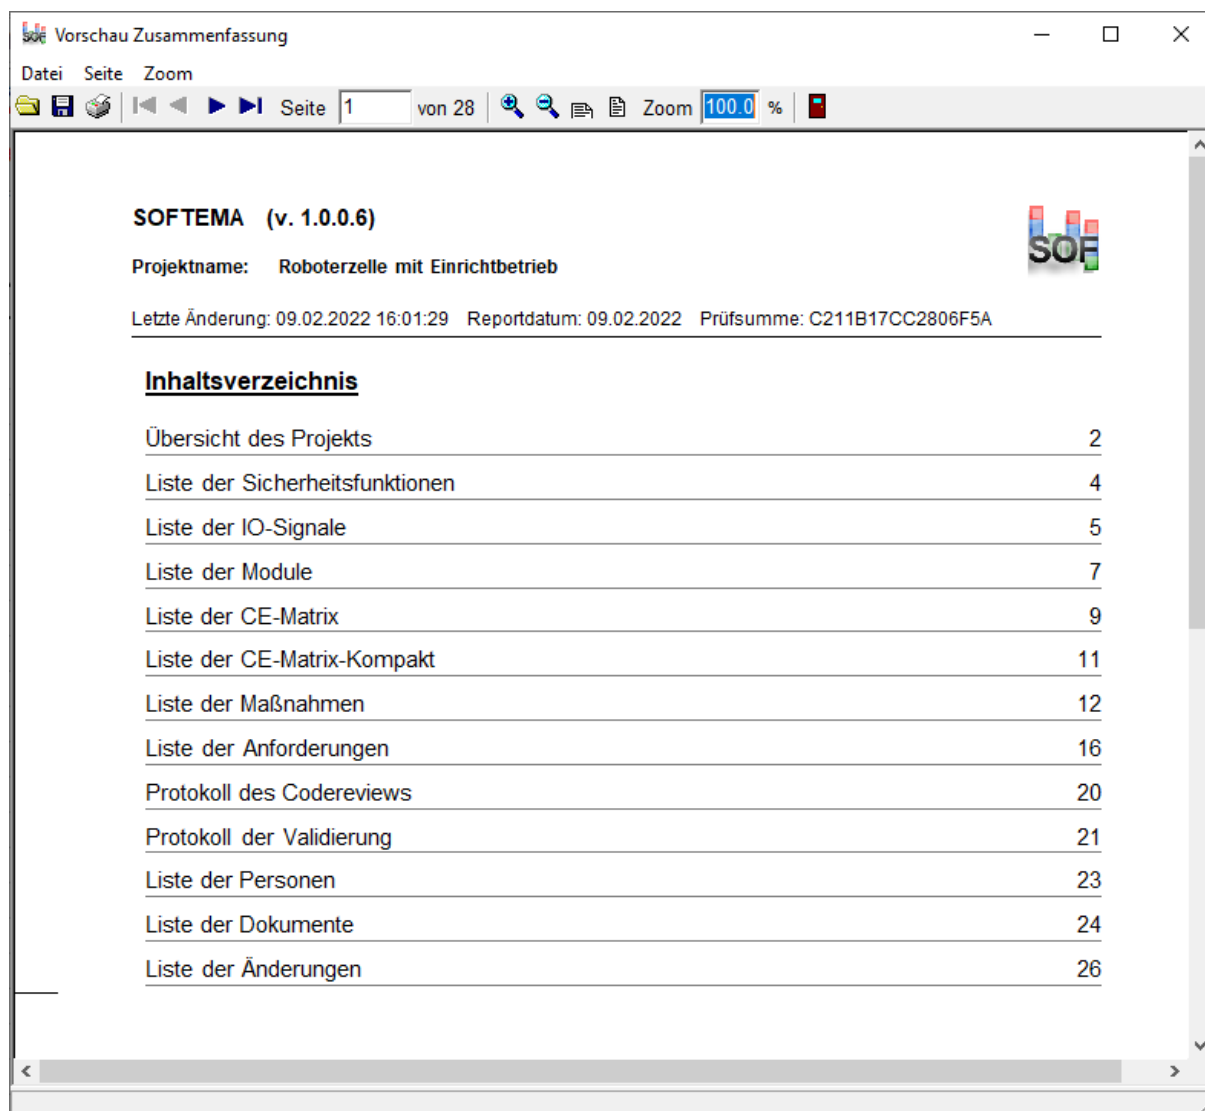 Vorschau Zusammenfassung
Datei Seite Zoom
Seite 1 von 28 Zoom 100.0 %
SOFTEMA (v. 1.0.0.6)
SOF
Projektname: Roboterzelle mit Einrichtbetrieb
Letzte Änderung: 09.02.2022 16:01:29 Reportdatum: 09.02.2022 Prüfsumme: C211B17CC2806F5A
Inhaltsverzeichnis
Übersicht des Projekts 2
Liste der Sicherheitsfunktionen 4
Liste der IO-Signale 5
Liste der Module 7
Liste der CE-Matrix 9
Liste der CE-Matrix-Kompakt 11
Liste der Maßnahmen 12
Liste der Anforderungen 16
Protokoll des Codereviews 20
Protokoll der Validierung 21
Liste der Personen 23
Liste der Dokumente 24
Liste der Änderungen 26